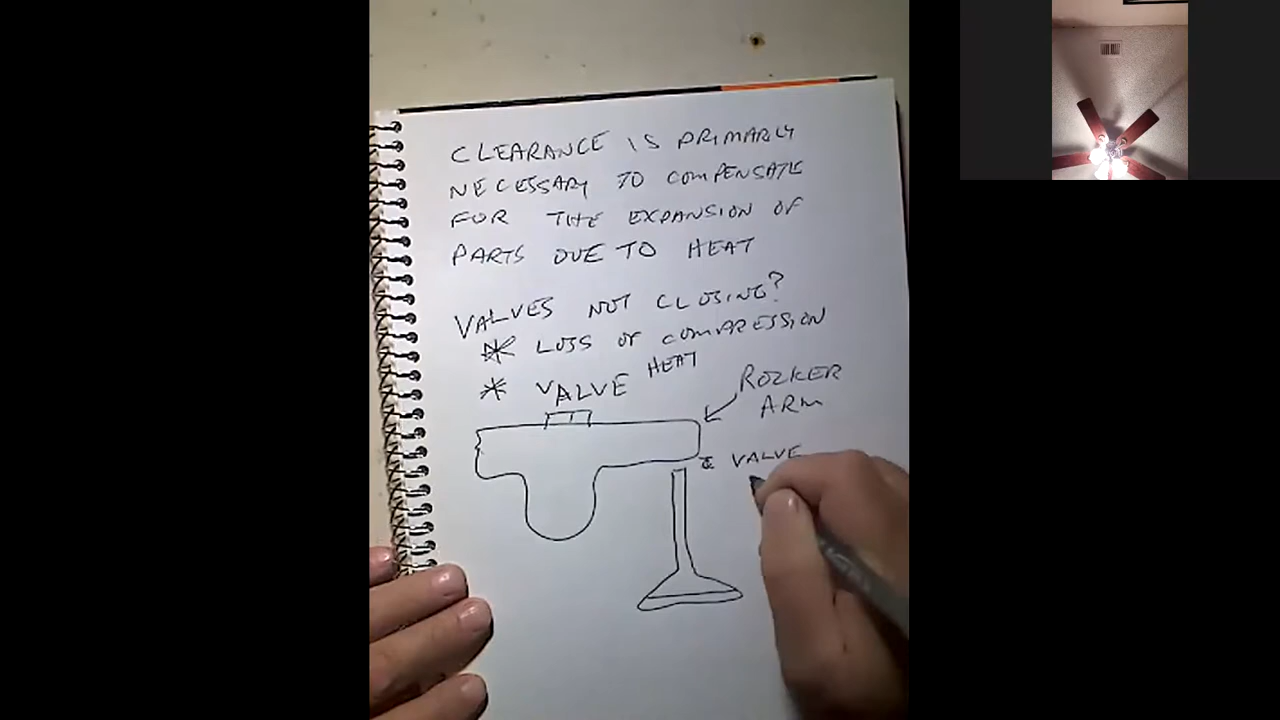 CLEARANCE IS PRIMARLY
NECESSARY TO COMPENSATE
FOR THE EXPANSION OF
PARTS DUE TO HEAT
VALVES NOT CLOSING?
* LOSS OF COMPRESSION
* VALVE HEAT
ROCKER
ARM
VALVE